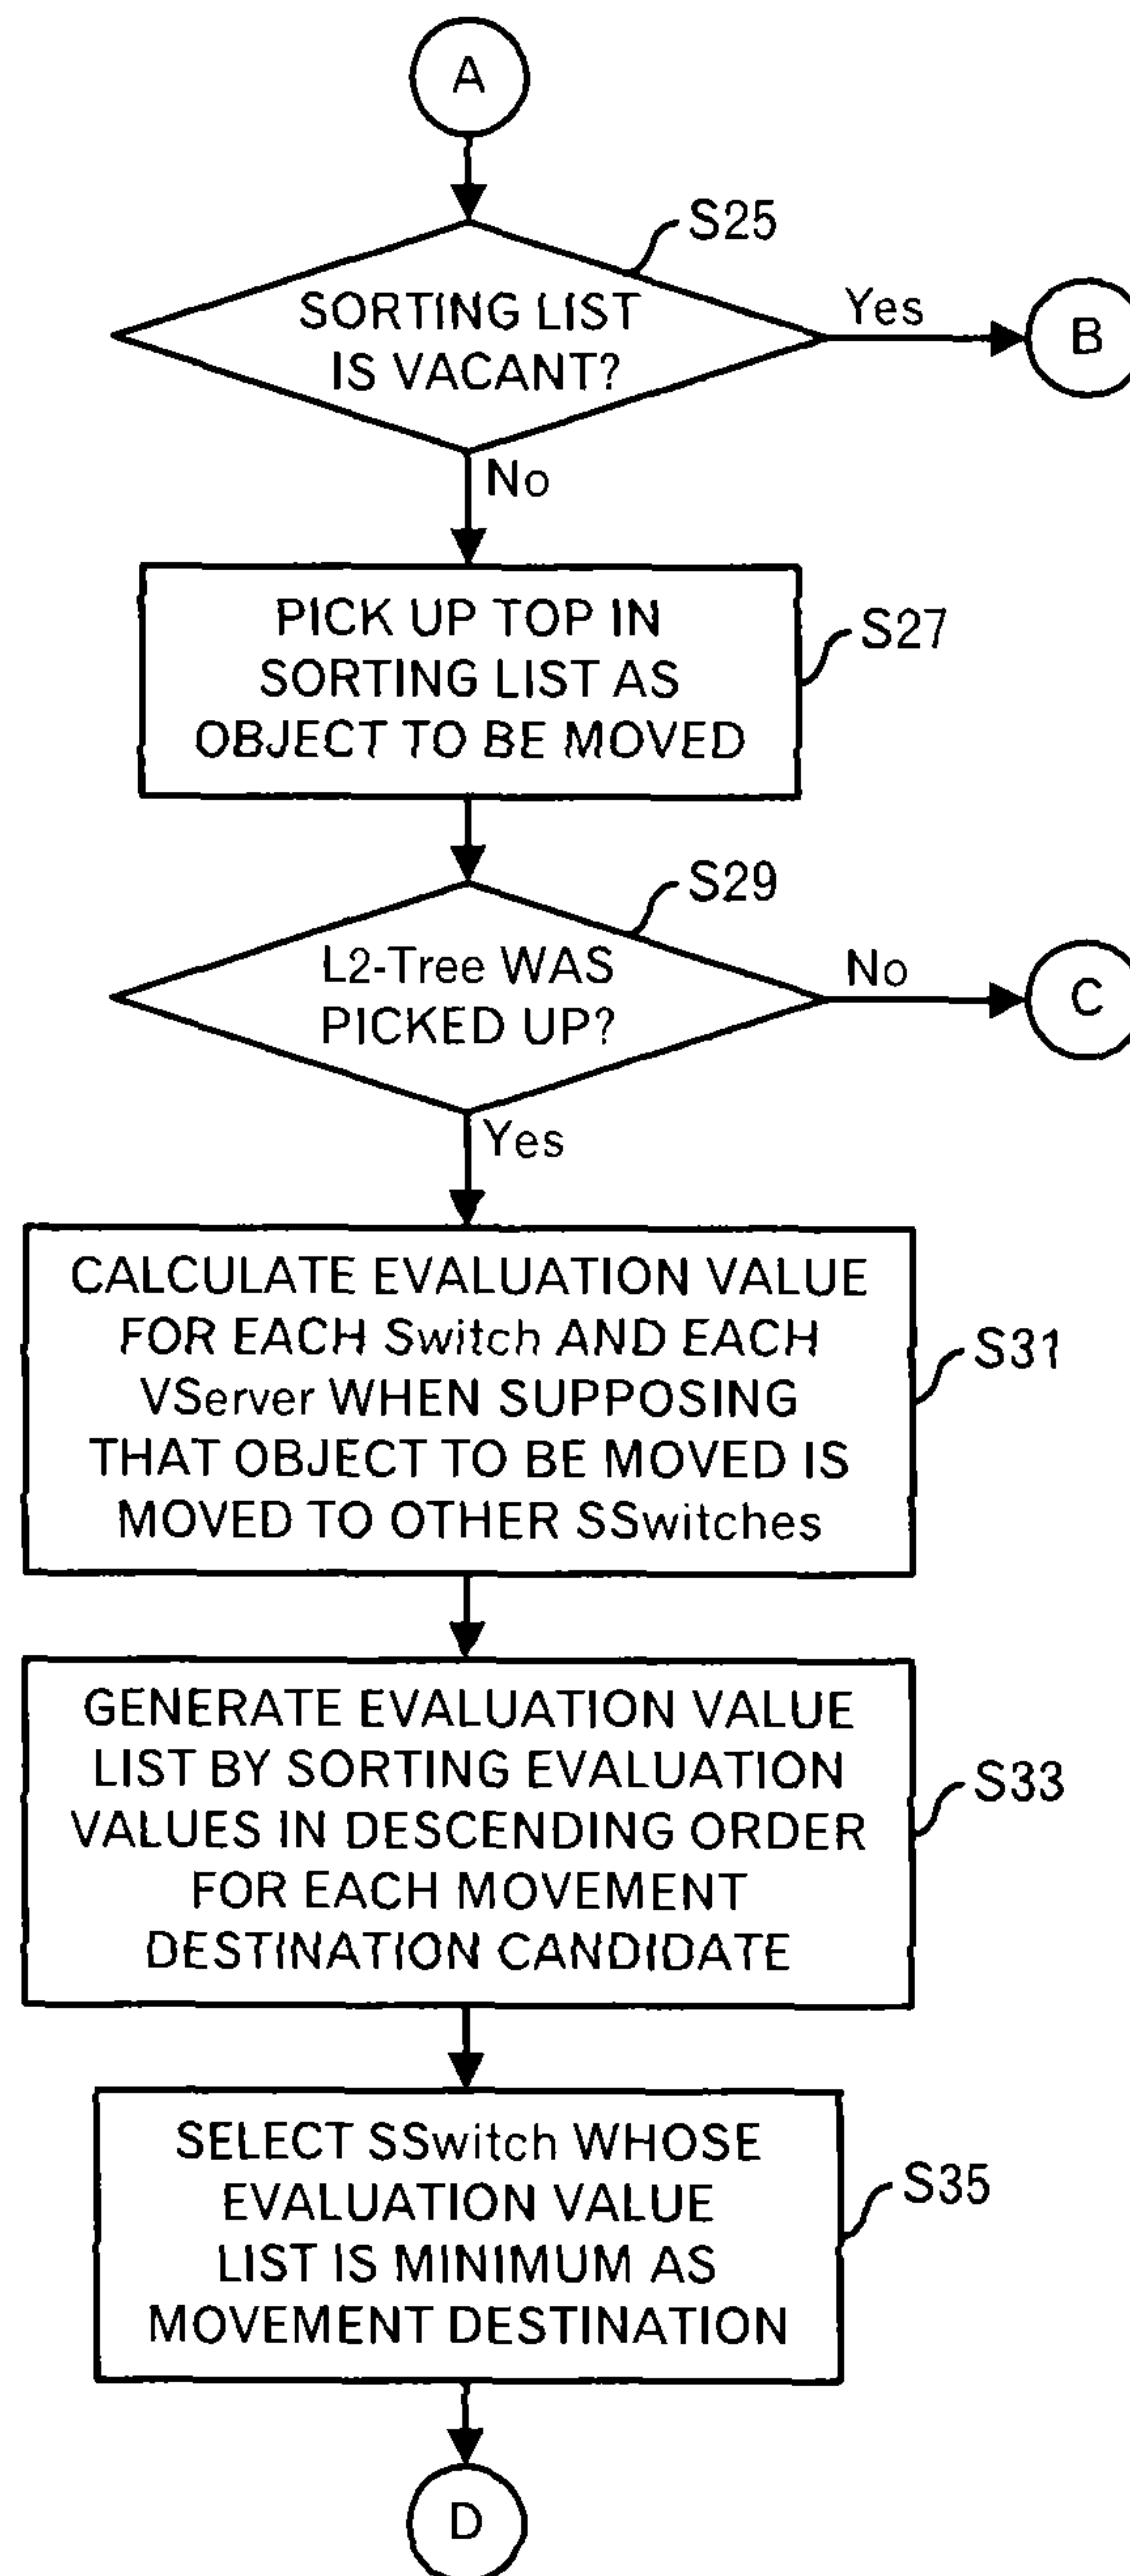 A
S25
SORTING LIST
IS VACANT?
Yes
B
No
PICK UP TOP IN
SORTING LIST AS
OBJECT TO BE MOVED
S27
S29
L2-Tree WAS
PICKED UP?
No
C
Yes
CALCULATE EVALUATION VALUE
FOR EACH Switch AND EACH
VServer WHEN SUPPOSING
THAT OBJECT TO BE MOVED IS
MOVED TO OTHER SSwitches
S31
GENERATE EVALUATION VALUE
LIST BY SORTING EVALUATION
VALUES IN DESCENDING ORDER
FOR EACH MOVEMENT
DESTINATION CANDIDATE
S33
SELECT SSwitch WHOSE
EVALUATION VALUE
LIST IS MINIMUM AS
MOVEMENT DESTINATION
S35
D